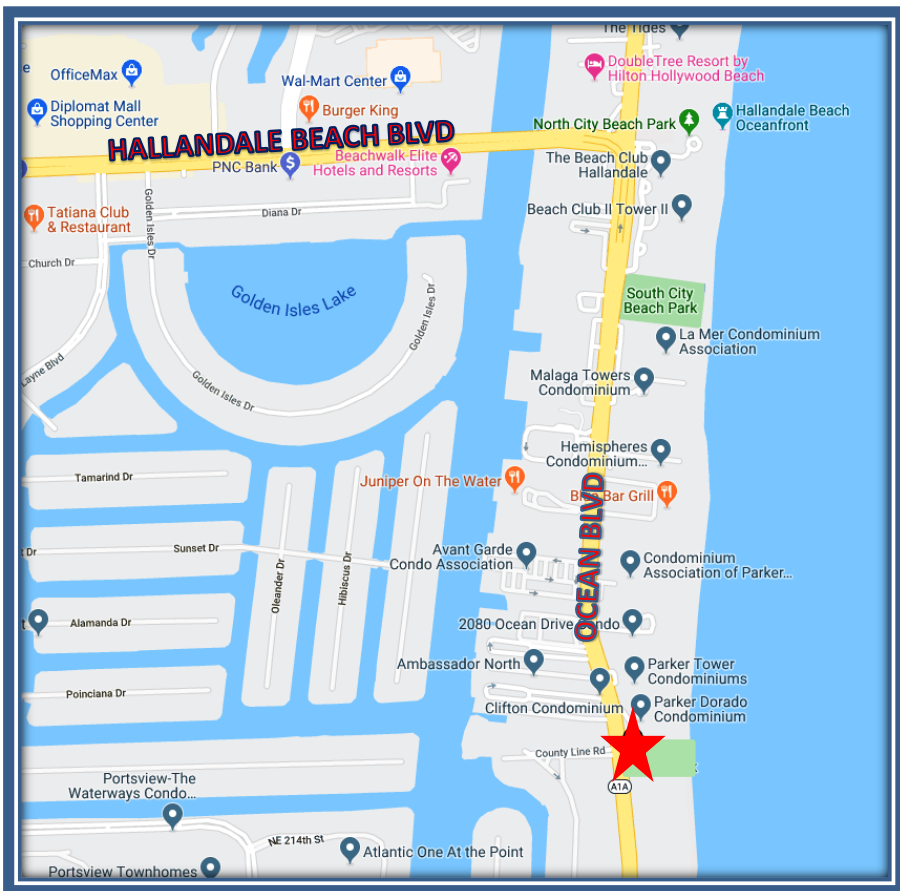 The Tides
OfficeMax
Wal-Mart Center
DoubleTree Resort by
Hilton Hollywood Beach
Diplomat Mall
Shopping Center
Burger King
North City Beach Park
Hallandale Beach
Oceanfront
HALLANDALE BEACH BLVD
PNC Bank
$
Beachwalk Elite
Hotels and Resorts
The Beach Club
Hallandale
Tatiana Club
& Restaurant
Golden Isles Dr
Diana Dr
Beach Club II Tower II
Church Dr
Golden Isles Lake
Golden Isles Dr
South City
Beach Park
La Mer Condominium
Association
Layne Blvd
Golden Isles Dr
Malaga Towers
Condominium
Hemispheres
Condominium...
Tamarind Dr
Juniper On The Water
Blue Bar Grill
OCEAN BLVD
Dr
Sunset Dr
Oleander Dr
Hibiscus Dr
Avant Garde
Condo Association
Condominium
Association of Parker...
Alamanda Dr
2080 Ocean Drive Condo
Ambassador North
Parker Tower
Condominiums
Poinciana Dr
Clifton Condominium
Parker Dorado
Condominium
County Line Rd
A1A
Portsview-The
Waterways Condo...
NE 214th St
Atlantic One At the Point
Portsview Townhomes